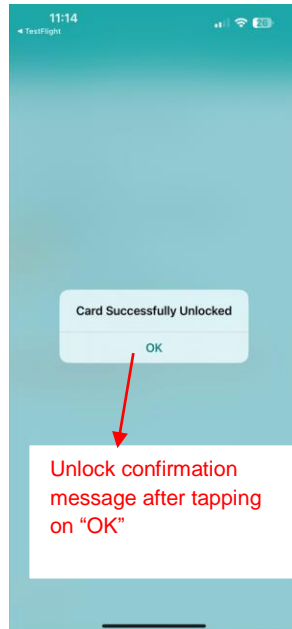 11:14
◀ TestFlight
20
Card Successfully Unlocked
OK
Unlock confirmation
message after tapping
on “OK”